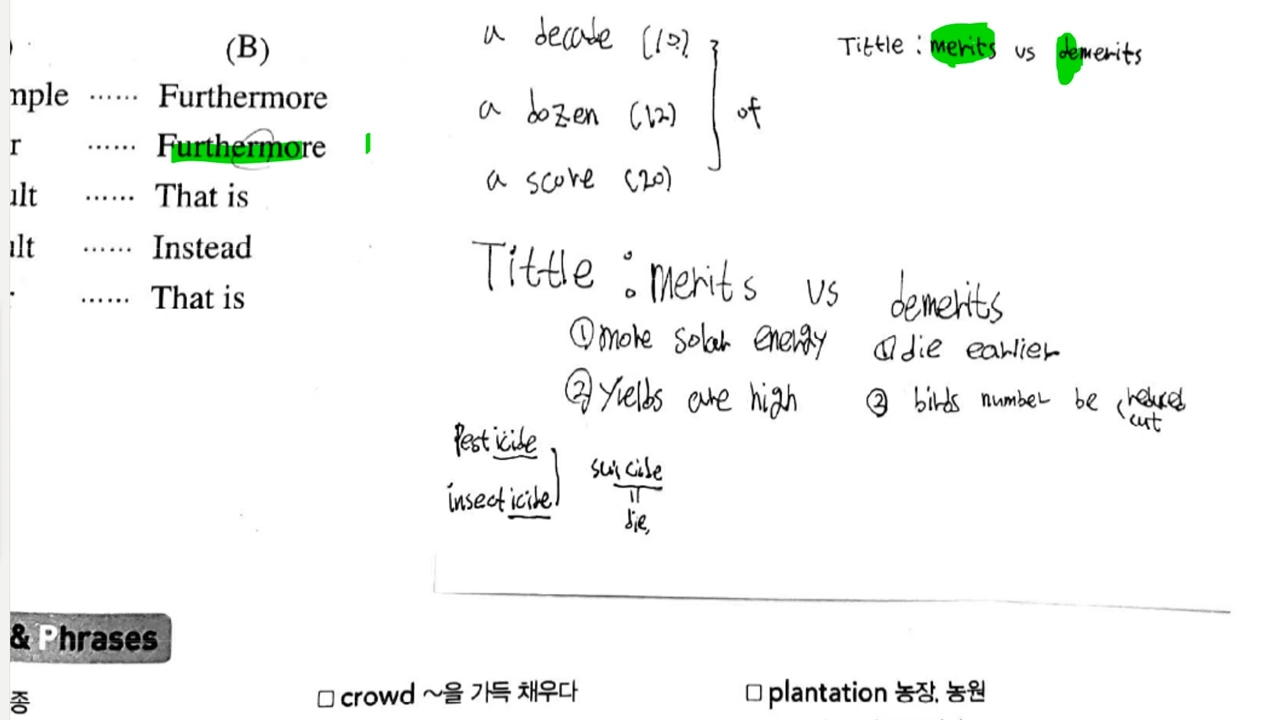 (B)
mple ...... Furthermore
r ...... Furthermore
ult ...... That is
ult ...... Instead
...... That is
a decade (10)
a dozen (12)
a score (20)
of
Tittle : merits vs demerits
Tittle : merits vs demerits
① more solar energy ① die earlier
② Yields are high ② birds number be reduced
cut
Pesticide
insecticide
suicide
die,
& Phrases
종
□ crowd ~을 가득 채우다
□ plantation 농장, 농원